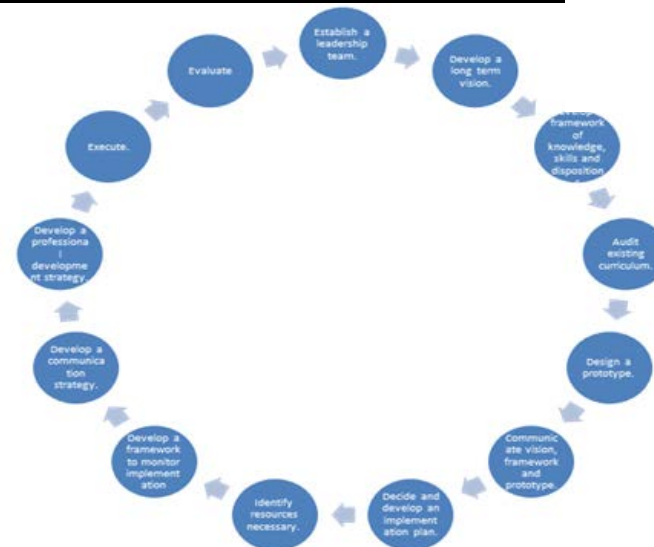 Establish a
leadership
team.
Develop a
long term
vision.
framework
of
knowledge,
skills and
disposition
Audit
existing
curriculum.
Design a
prototype.
Communic
ate vision,
framework
and
prototype.
Decide and
develop an
implement
ation plan.
Identify
resources
necessary.
Develop a
framework
to monitor
implement
ation
Develop a
communica
tion
strategy.
Develop a
professiona
l
developme
nt strategy.
Execute.
Evaluate